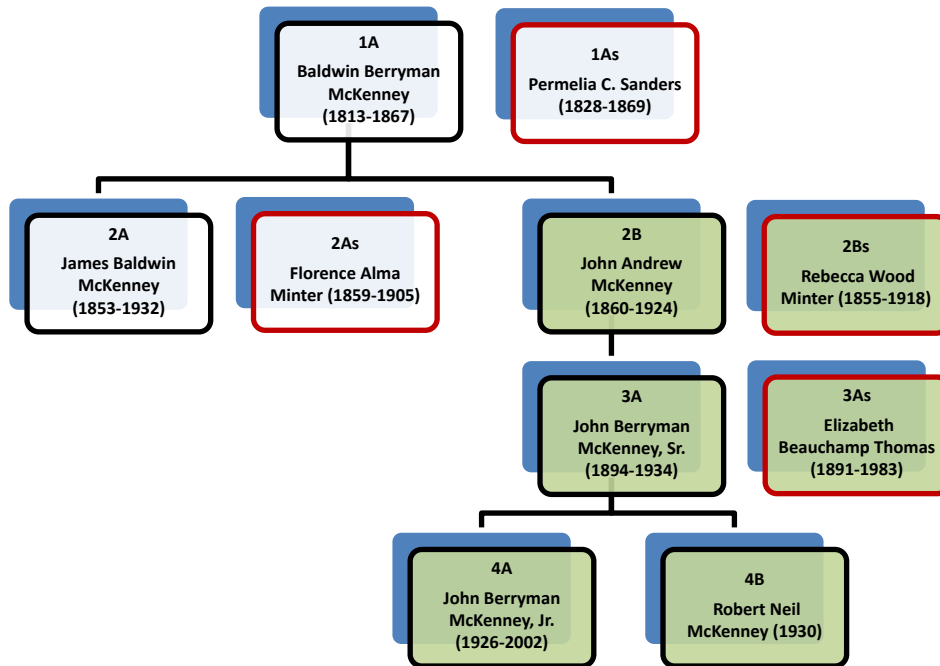 1A
Baldwin Berryman
McKenney
(1813-1867)
1As
Permelia C. Sanders
(1828-1869)
2A
James Baldwin
McKenney
(1853-1932)
2As
Florence Alma
Minter (1859-1905)
2B
John Andrew
McKenney
(1860-1924)
2Bs
Rebecca Wood
Minter (1855-1918)
3A
John Berryman
McKenney, Sr.
(1894-1934)
3As
Elizabeth
Beauchamp Thomas
(1891-1983)
4A
John Berryman
McKenney, Jr.
(1926-2002)
4B
Robert Neil
McKenney (1930)